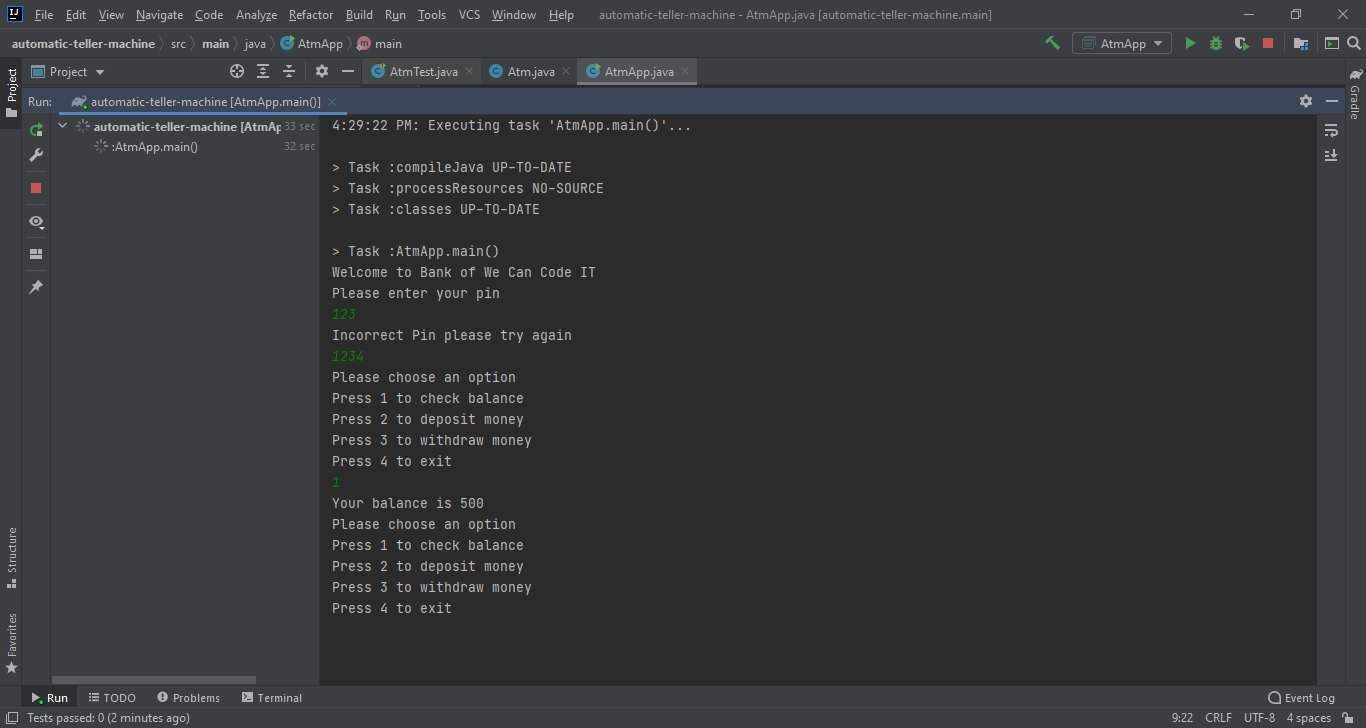 IJ File Edit View Navigate Code Analyze Refactor Build Run Tools VCS Window Help automatic-teller-machine - AtmApp.java [automatic-teller-machine.main]
automatic-teller-machine src main java AtmApp main AtmApp
Project AtmTest.java Atm.java AtmApp.java
Project
Gradle
Run: automatic-teller-machine [AtmApp.main()]
automatic-teller-machine [AtmAp 33 sec
:AtmApp.main() 32 sec
4:29:22 PM: Executing task 'AtmApp.main()'...
> Task :compileJava UP-TO-DATE
> Task :processResources NO-SOURCE
> Task :classes UP-TO-DATE
> Task :AtmApp.main()
Welcome to Bank of We Can Code IT
Please enter your pin
123
Incorrect Pin please try again
1234
Please choose an option
Press 1 to check balance
Press 2 to deposit money
Press 3 to withdraw money
Press 4 to exit
1
Your balance is 500
Please choose an option
Press 1 to check balance
Press 2 to deposit money
Press 3 to withdraw money
Press 4 to exit
Structure
Favorites
Run TODO Problems Terminal Event Log
Tests passed: 0 (2 minutes ago) 9:22 CRLF UTF-8 4 spaces